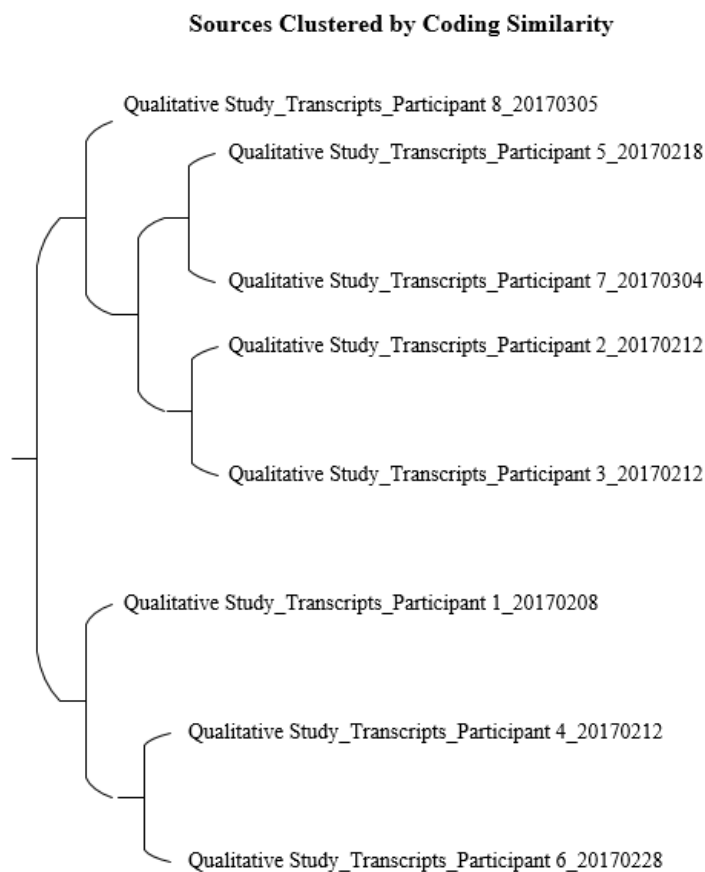 Sources Clustered by Coding Similarity
Qualitative Study_Transcripts_Participant 8_20170305
Qualitative Study_Transcripts_Participant 5_20170218
Qualitative Study_Transcripts_Participant 7_20170304
Qualitative Study_Transcripts_Participant 2_20170212
Qualitative Study_Transcripts_Participant 3_20170212
Qualitative Study_Transcripts_Participant 1_20170208
Qualitative Study_Transcripts_Participant 4_20170212
Qualitative Study_Transcripts_Participant 6_20170228